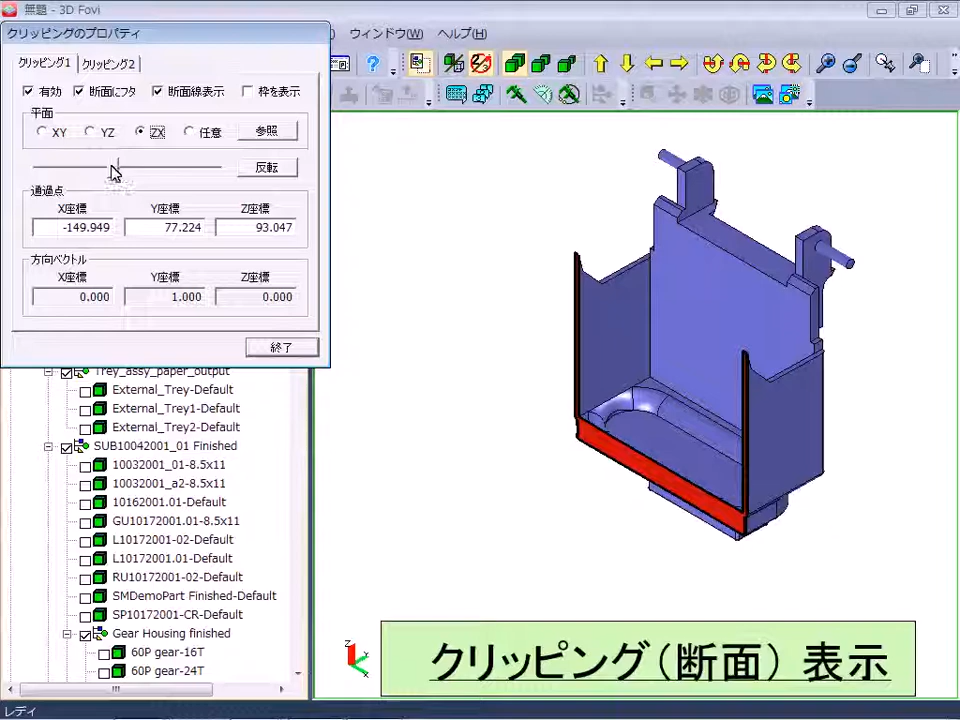 無題 - 3D Fovi
クリッピングのプロパティ
ウィンドウ(W) ヘルプ(H)
クリッピング1 クリッピング2
有効 断面にフタ 断面線表示 枠を表示
平面
XY YZ ZX 任意 参照
反転
通過点
X座標 Y座標 Z座標
-149.949 77.224 93.047
方向ベクトル
X座標 Y座標 Z座標
0.000 1.000 0.000
終了
Trey_assy_paper_output
External_Trey-Default
External_Trey1-Default
External_Trey2-Default
SUB10042001_01 Finished
10032001_01-8.5x11
10032001_a2-8.5x11
10162001.01-Default
GU10172001.01-8.5x11
L10172001-02-Default
L10172001.01-Default
RU10172001-02-Default
SMDemoPart Finished-Default
SP10172001-CR-Default
Gear Housing finished
60P gear-16T
60P gear-24T
Z
クリッピング（断面）表示
レディ